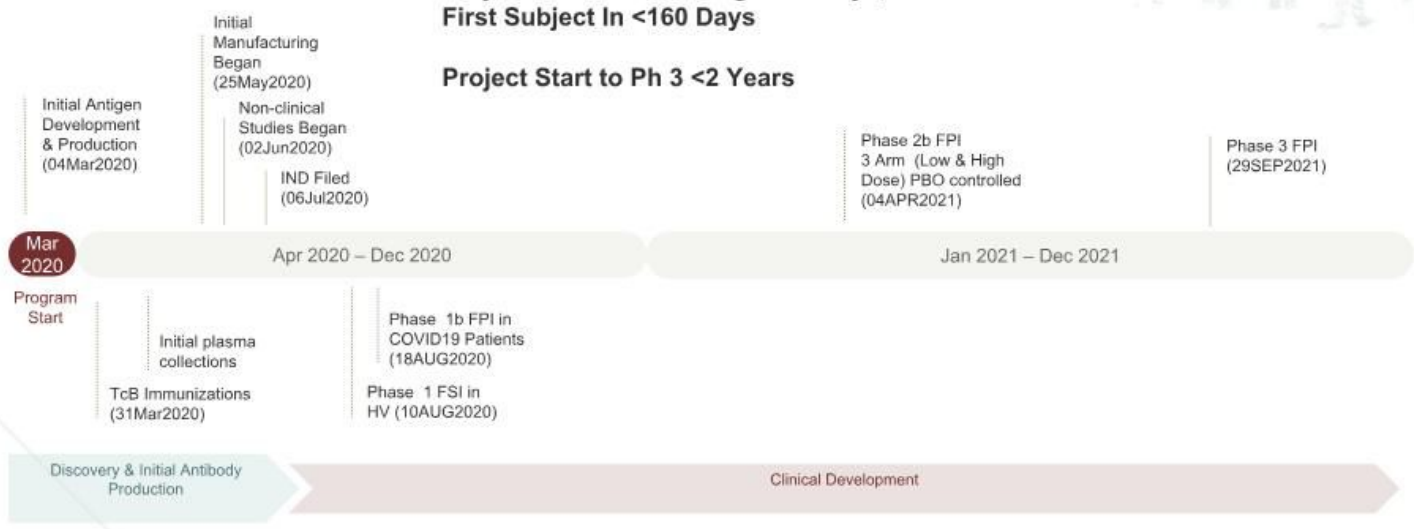 First Subject In <160 Days
Project Start to Ph 3 <2 Years
Initial
Manufacturing
Began
(25May2020)
Initial Antigen
Development
& Production
(04Mar2020)
Non-clinical
Studies Began
(02Jun2020)
IND Filed
(06Jul2020)
Phase 2b FPI
3 Arm (Low & High
Dose) PBO controlled
(04APR2021)
Phase 3 FPI
(29SEP2021)
Mar
2020
Apr 2020 – Dec 2020
Jan 2021 – Dec 2021
Program
Start
Initial plasma
collections
TcB Immunizations
(31Mar2020)
Phase 1b FPI in
COVID19 Patients
(18AUG2020)
Phase 1 FSI in
HV (10AUG2020)
Discovery & Initial Antibody
Production
Clinical Development